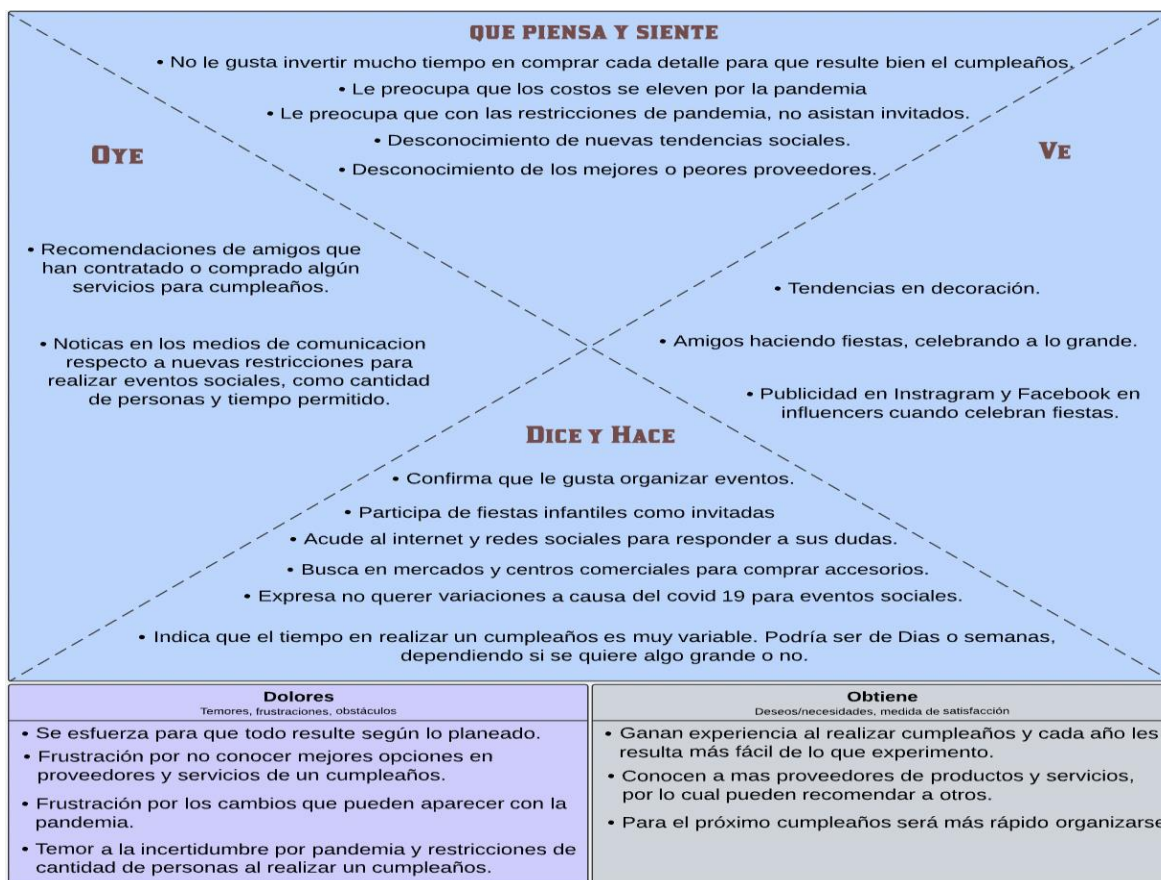 QUE PIENSA Y SIENTE
• No le gusta invertir mucho tiempo en comprar cada detalle para que resulte bien el cumpleaños.
• Le preocupa que los costos se eleven por la pandemia
• Le preocupa que con las restricciones de pandemia, no asistan invitados.
• Desconocimiento de nuevas tendencias sociales.
• Desconocimiento de los mejores o peores proveedores.
OYE
• Recomendaciones de amigos que
han contratado o comprado algún
servicios para cumpleaños.
• Noticas en los medios de comunicacion
respecto a nuevas restricciones para
realizar eventos sociales, como cantidad
de personas y tiempo permitido.
VE
• Tendencias en decoración.
• Amigos haciendo fiestas, celebrando a lo grande.
• Publicidad en Instragram y Facebook en
influencers cuando celebran fiestas.
DICE Y HACE
• Confirma que le gusta organizar eventos.
• Participa de fiestas infantiles como invitadas
• Acude al internet y redes sociales para responder a sus dudas.
• Busca en mercados y centros comerciales para comprar accesorios.
• Expresa no querer variaciones a causa del covid 19 para eventos sociales.
• Indica que el tiempo en realizar un cumpleaños es muy variable. Podría ser de Dias o semanas,
dependiendo si se quiere algo grande o no.
Dolores
Temores, frustraciones, obstáculos
• Se esfuerza para que todo resulte según lo planeado.
• Frustración por no conocer mejores opciones en
proveedores y servicios de un cumpleaños.
• Frustración por los cambios que pueden aparecer con la
pandemia.
• Temor a la incertidumbre por pandemia y restricciones de
cantidad de personas al realizar un cumpleaños.
Obtiene
Deseos/necesidades, medida de satisfacción
• Ganan experiencia al realizar cumpleaños y cada año les
resulta más fácil de lo que experimento.
• Conocen a mas proveedores de productos y servicios,
por lo cual pueden recomendar a otros.
• Para el próximo cumpleaños será más rápido organizarse